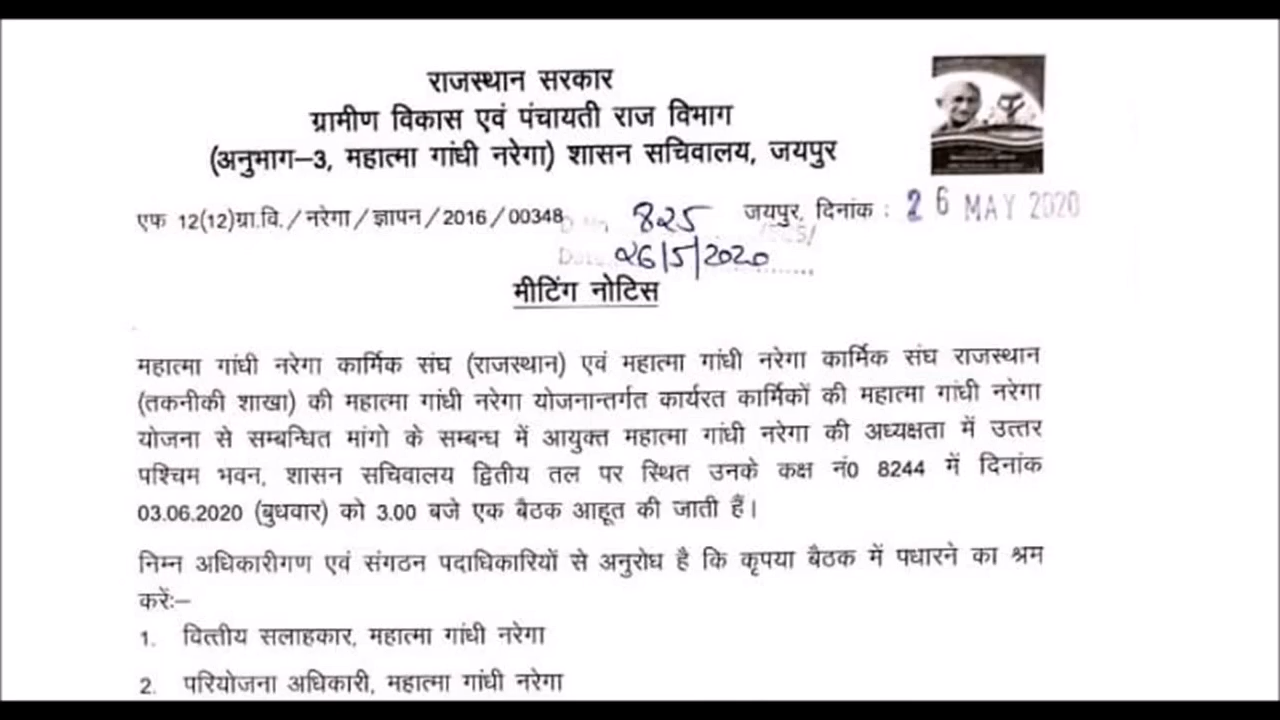 राजस्थान सरकार
ग्रामीण विकास एवं पंचायती राज विभाग
(अनुभाग–3, महात्मा गांधी नरेगा) शासन सचिवालय, जयपुर
एफ 12(12)ग्रा.वि./नरेगा/ज्ञापन/2016/00348 825 जयपुर, दिनांक : 26 MAY 2020
26/5/2020
मीटिंग नोटिस
महात्मा गांधी नरेगा कार्मिक संघ (राजस्थान) एवं महात्मा गांधी नरेगा कार्मिक संघ राजस्थान
(तकनीकी शाखा) की महात्मा गांधी नरेगा योजनान्तर्गत कार्यरत कार्मिकों की महात्मा गांधी नरेगा
योजना से सम्बन्धित मांगो के सम्बन्ध में आयुक्त महात्मा गांधी नरेगा की अध्यक्षता में उत्तर
पश्चिम भवन, शासन सचिवालय द्वितीय तल पर स्थित उनके कक्ष नं0 8244 में दिनांक
03.06.2020 (बुधवार) को 3.00 बजे एक बैठक आहूत की जाती हैं।
निम्न अधिकारीगण एवं संगठन पदाधिकारियों से अनुरोध है कि कृपया बैठक में पधारने का श्रम
करेंः–
1. वित्तीय सलाहकार, महात्मा गांधी नरेगा
2. परियोजना अधिकारी, महात्मा गांधी नरेगा